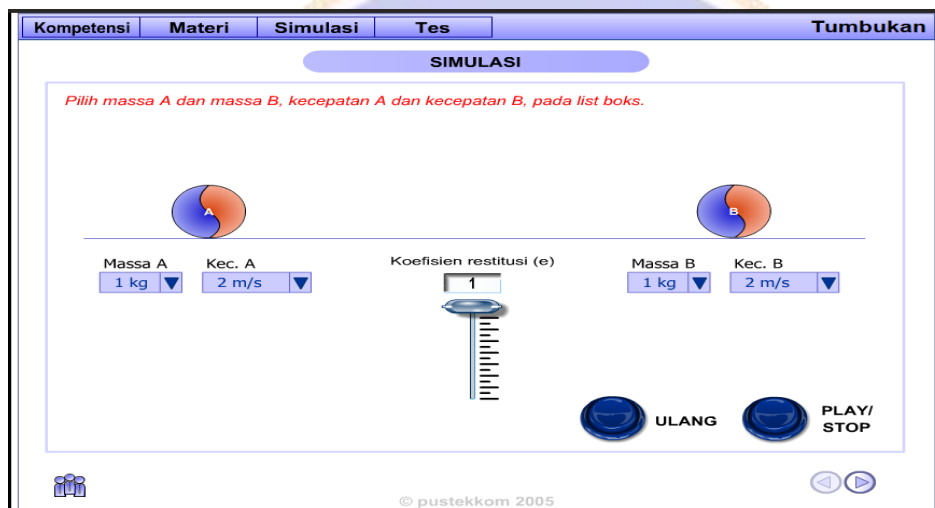 Kompetensi Materi Simulasi Tes Tumbukan
SIMULASI
Pilih massa A dan massa B, kecepatan A dan kecepatan B, pada list boks.
A B
Massa A Kec. A Koefisien restitusi (e) Massa B Kec. B
1 kg 2 m/s 1 1 kg 2 m/s
ULANG PLAY/
STOP
© pustekkom 2005